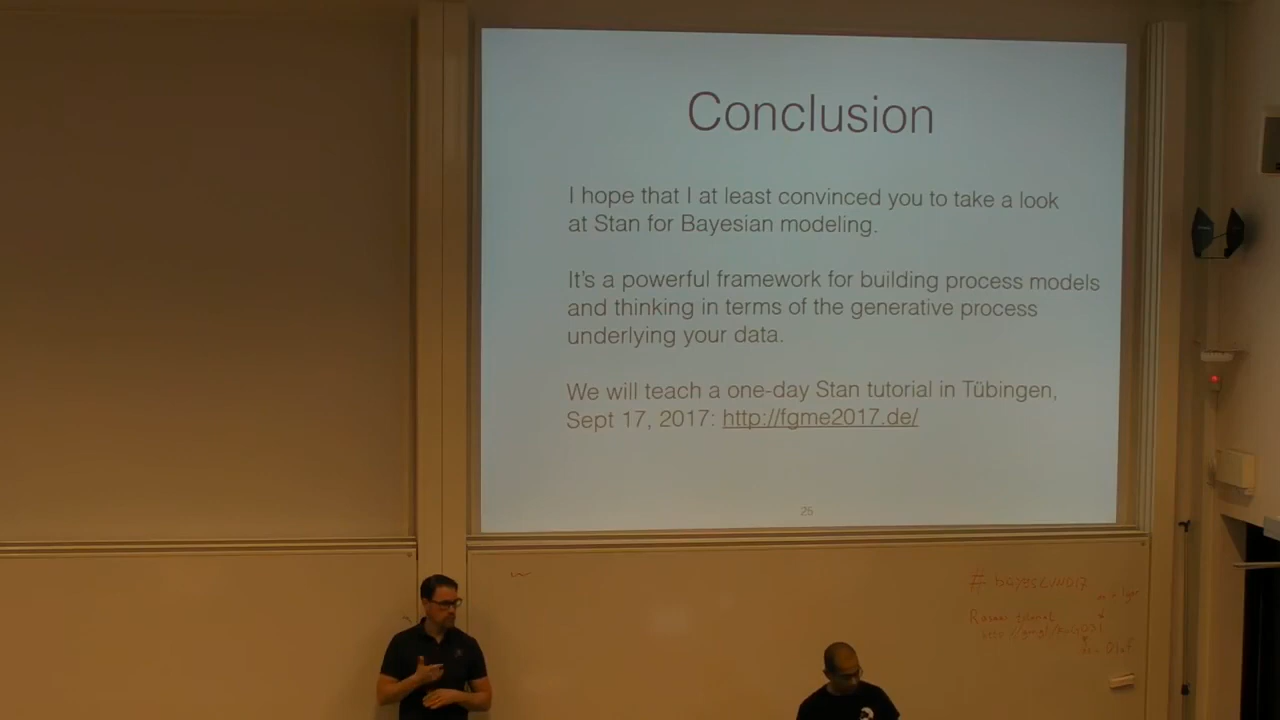 Conclusion
I hope that I at least convinced you to take a look
at Stan for Bayesian modeling.
It's a powerful framework for building process models
and thinking in terms of the generative process
underlying your data.
We will teach a one-day Stan tutorial in Tübingen,
Sept 17, 2017: http://fgme2017.de/
25